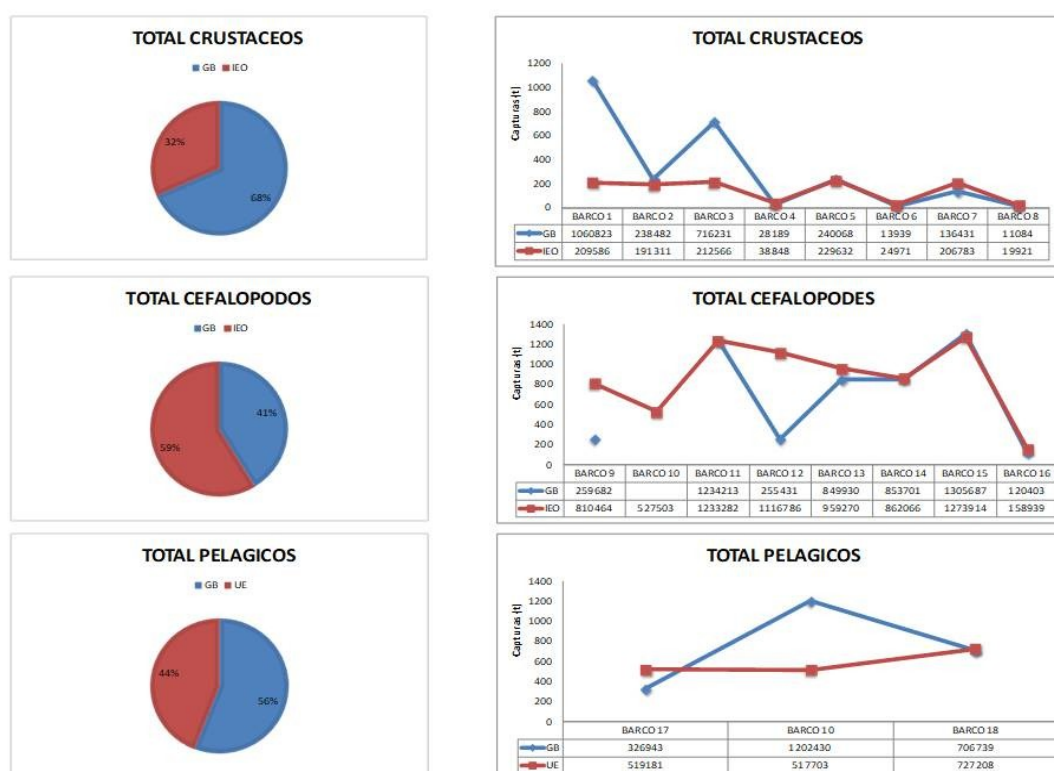 TOTAL CRUSTACEOS
GB IEO
32%
68%
TOTAL CRUSTACEOS
Capturas(t)
1200
1000
800
600
400
200
0
BARCO 1 BARCO 2 BARCO 3 BARCO 4 BARCO 5 BARCO 6 BARCO 7 BARCO 8
GB 1060823 238482 716231 28189 240068 13939 136431 11084
IEO 209586 191311 212566 38848 229632 24971 206783 19921
TOTAL CEFALOPODOS
GB IEO
41%
59%
TOTAL CEFALOPODES
Capturas(t)
1400
1200
1000
800
600
400
200
0
BARCO 9 BARCO 10 BARCO 11 BARCO 12 BARCO 13 BARCO 14 BARCO 15 BARCO 16
GB 259682 1234213 255431 849930 853701 1305687 120403
IEO 810464 527503 1233282 1116786 959270 862066 1273914 158939
TOTAL PELAGICOS
GB UE
44%
56%
TOTAL PELAGICOS
Capturas(t)
1400
1200
1000
800
600
400
200
0
BARCO 17 BARCO 10 BARCO 18
GB 326943 1202430 706739
UE 519181 517703 727208